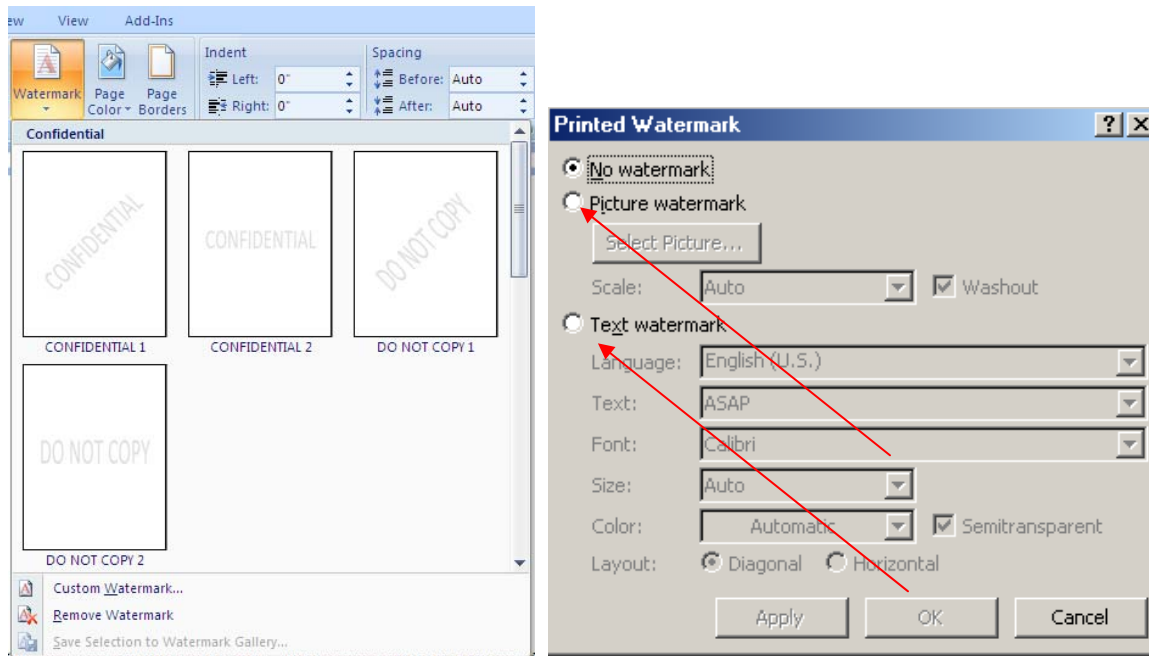 ew View Add-Ins
Indent Spacing
Left: 0" Before: Auto
Watermark Page Page
Color Borders Right: 0" After: Auto
Confidential
CONFIDENTIAL CONFIDENTIAL DO NOT COPY
CONFIDENTIAL 1 CONFIDENTIAL 2 DO NOT COPY 1
DO NOT COPY
DO NOT COPY 2
Custom Watermark...
Remove Watermark
Save Selection to Watermark Gallery...
Printed Watermark ? X
No watermark
Picture watermark
Select Picture...
Scale: Auto Washout
Text watermark
Language: English (U.S.)
Text: ASAP
Font: Calibri
Size: Auto
Color: Automatic Semitransparent
Layout: Diagonal Horizontal
Apply OK Cancel